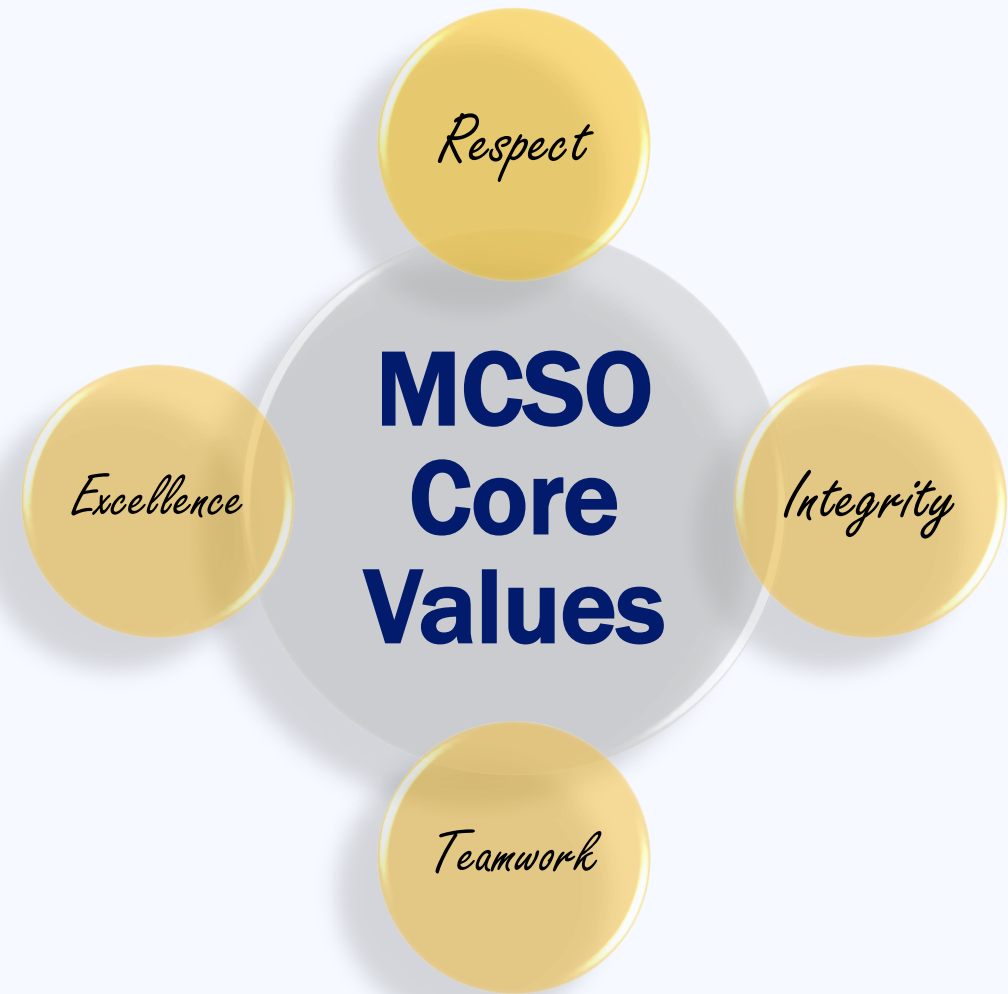 Respect
MCSO
Core
Values
Excellence
Integrity
Teamwork